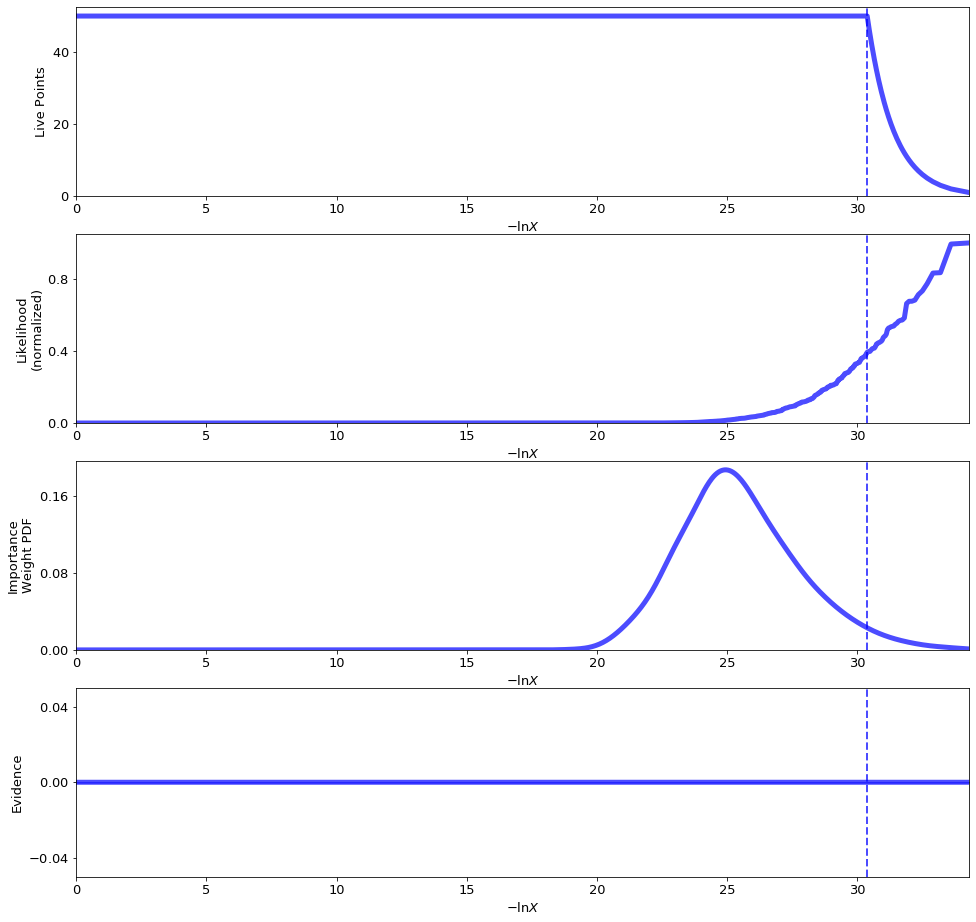 Live Points
40
20
0
0 5 10 15 20 25 30
−lnX
Likelihood
(normalized)
0.8
0.4
0.0
0 5 10 15 20 25 30
−lnX
Importance
Weight PDF
0.16
0.08
0.00
0 5 10 15 20 25 30
−lnX
Evidence
0.04
0.00
−0.04
0 5 10 15 20 25 30
−lnX